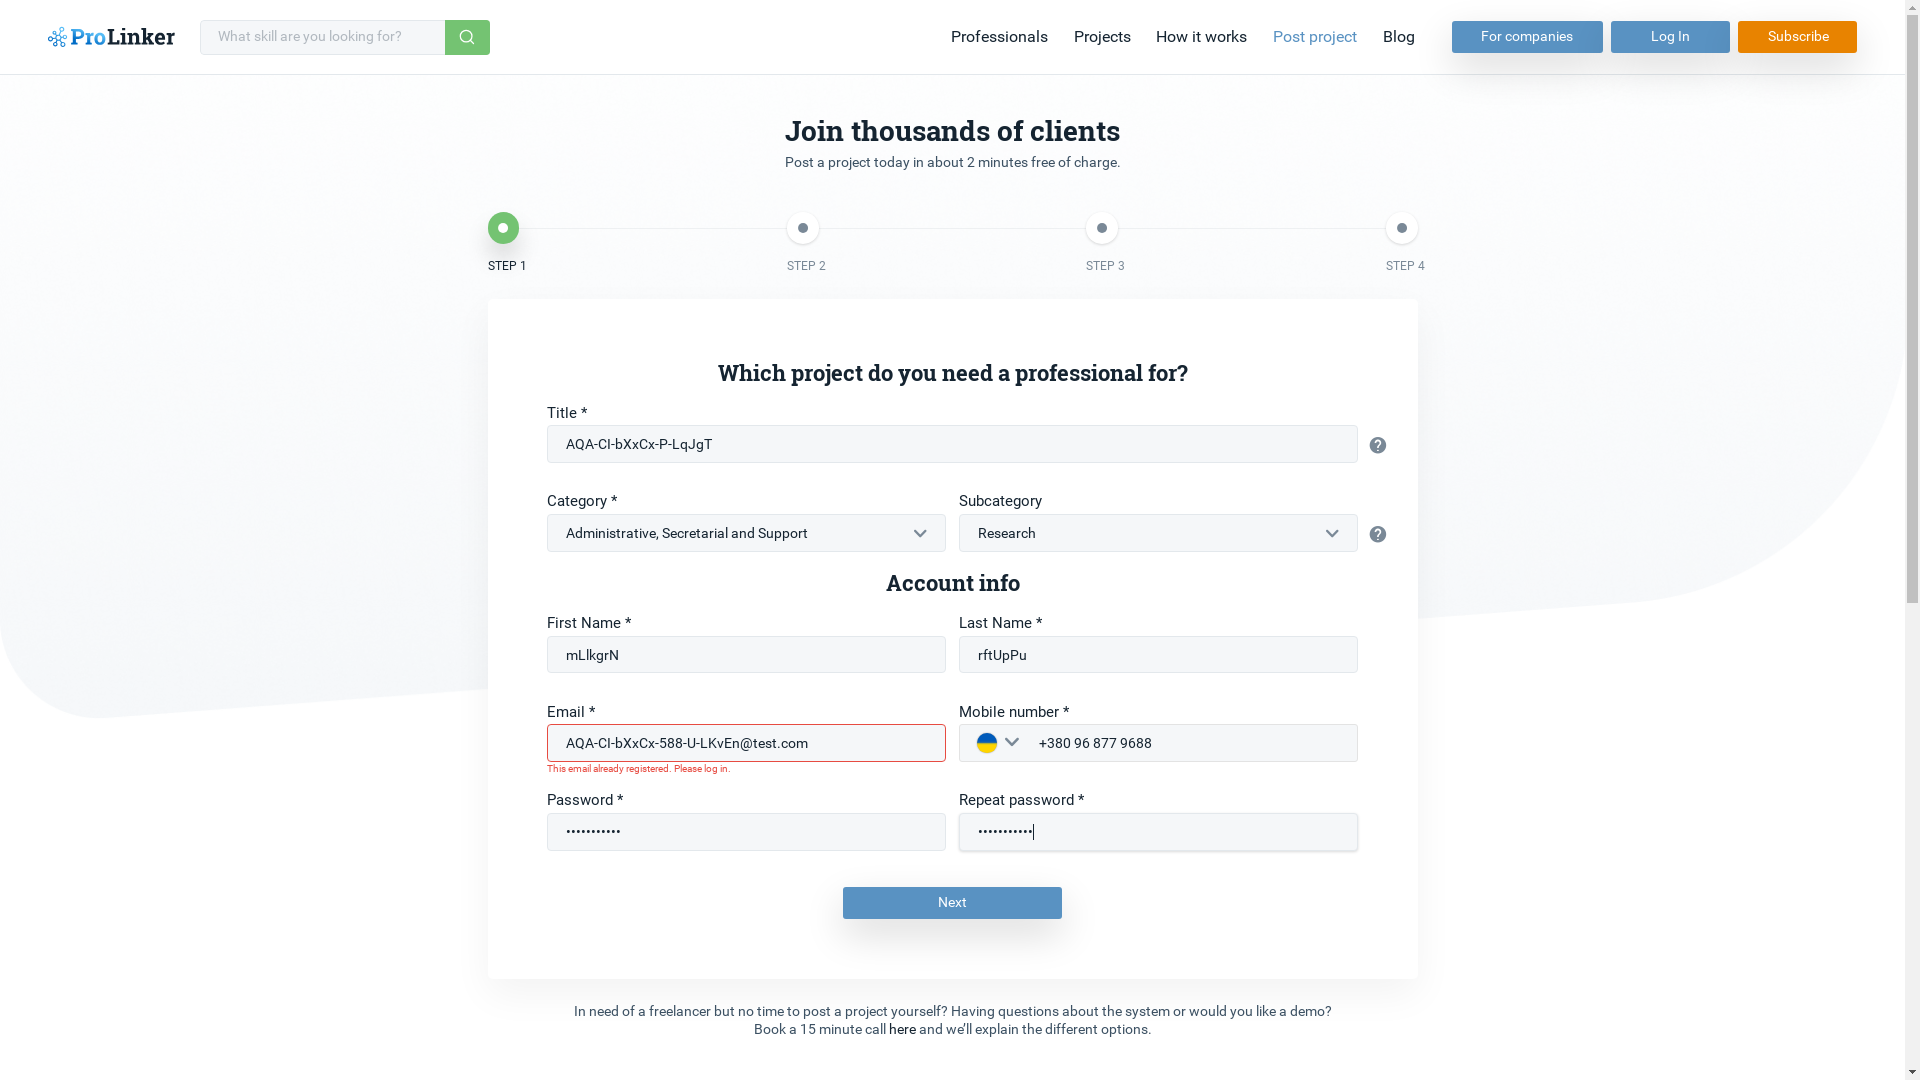 ProLinker
What skill are you looking for?
Professionals
Projects
How it works
Post project
Blog
For companies
Log In
Subscribe
Join thousands of clients
Post a project today in about 2 minutes free of charge.
STEP 1
STEP 2
STEP 3
STEP 4
Which project do you need a professional for?
Title *
AQA-CI-bXxCx-P-LqJgT
Category *
Subcategory
Administrative, Secretarial and Support
Research
Account info
First Name *
Last Name *
mLlkgrN
rftUpPu
Email *
Mobile number *
AQA-CI-bXxCx-588-U-LKvEn@test.com
+380 96 877 9688
This email already registered. Please log in.
Password *
Repeat password *
•••••••••••
•••••••••••
Next
In need of a freelancer but no time to post a project yourself? Having questions about the system or would you like a demo?
Book a 15 minute call here and we'll explain the different options.